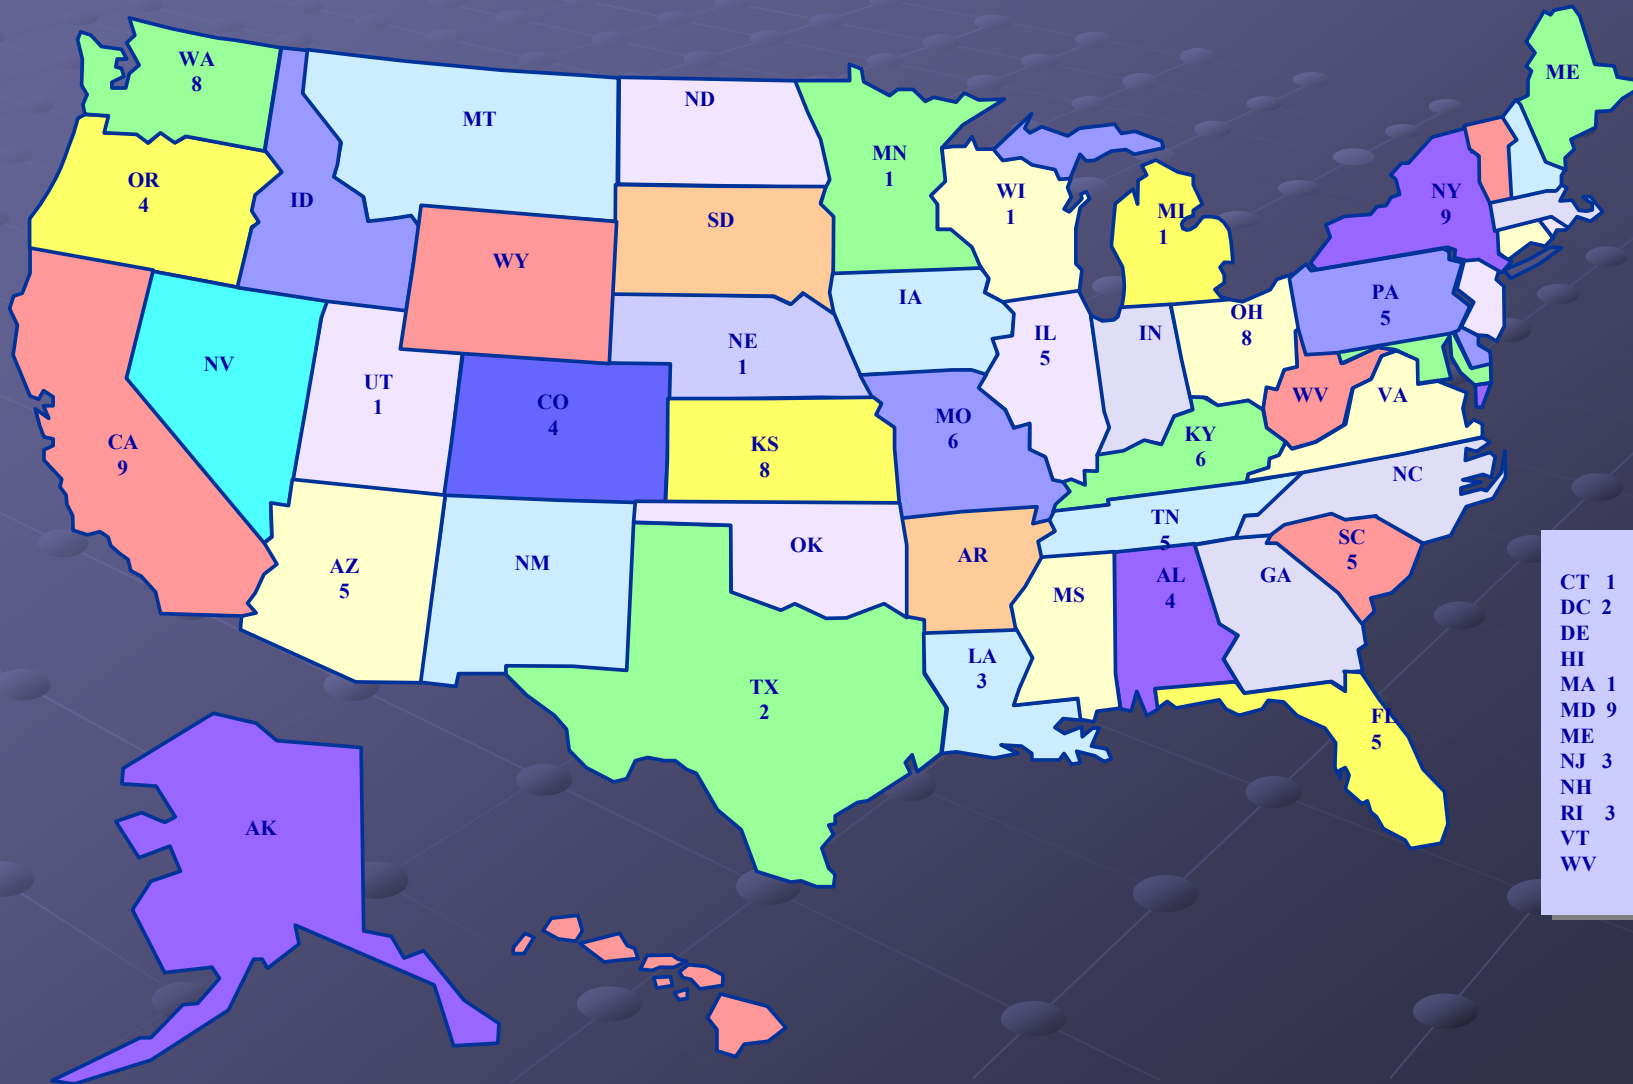 WA
8
MT
ND
ME
OR
4
ID
MN
1
WI
1
MI
1
NY
9
SD
WY
IA
PA
5
NV
UT
1
CO
4
NE
1
IL
5
IN
OH
8
WV
VA
CA
9
KS
8
MO
6
KY
6
NC
AZ
5
NM
OK
AR
TN
5
MS
AL
4
GA
SC
5
TX
2
LA
3
FL
5
AK
CT 1
DC 2
DE
HI
MA 1
MD 9
ME
NJ 3
NH
RI 3
VT
WV